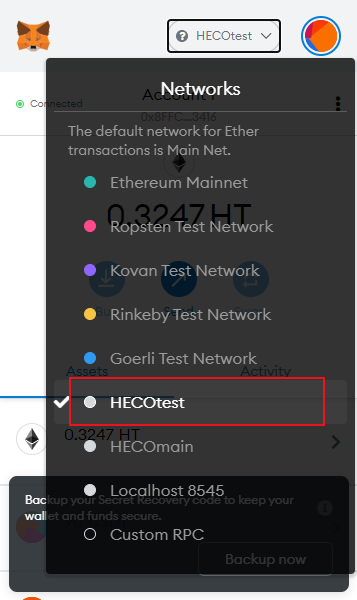 HECOtest
Networks
Connected
Account 1
0x8FFC...3416
The default network for Ether
transactions is Main Net.
Ethereum Mainnet
0.3247 HT
Ropsten Test Network
Kovan Test Network
Rinkeby Test Network
Goerli Test Network
Assets
Activity
HECOtest
0.3247 HT
HECOmain
Localhost 8545
Backup your Secret Recovery code to keep your
wallet and funds secure.
Custom RPC
Backup now